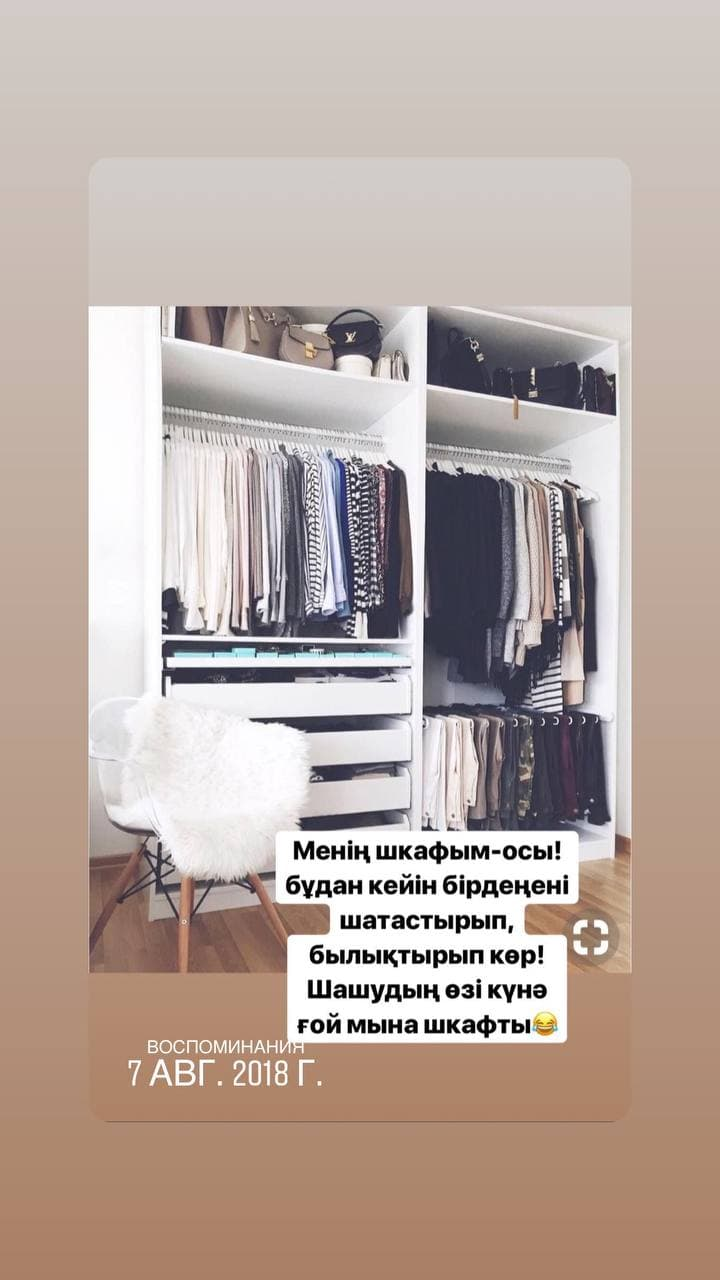 Менің шкафым-осы!
бұдан кейін бірдеңені
шатастырып,
былықтырып көр!
Шашудың өзі күнә
ғой мына шкафты😂
ВОСПОМИНАНИЯ
7 АВГ. 2018 Г.